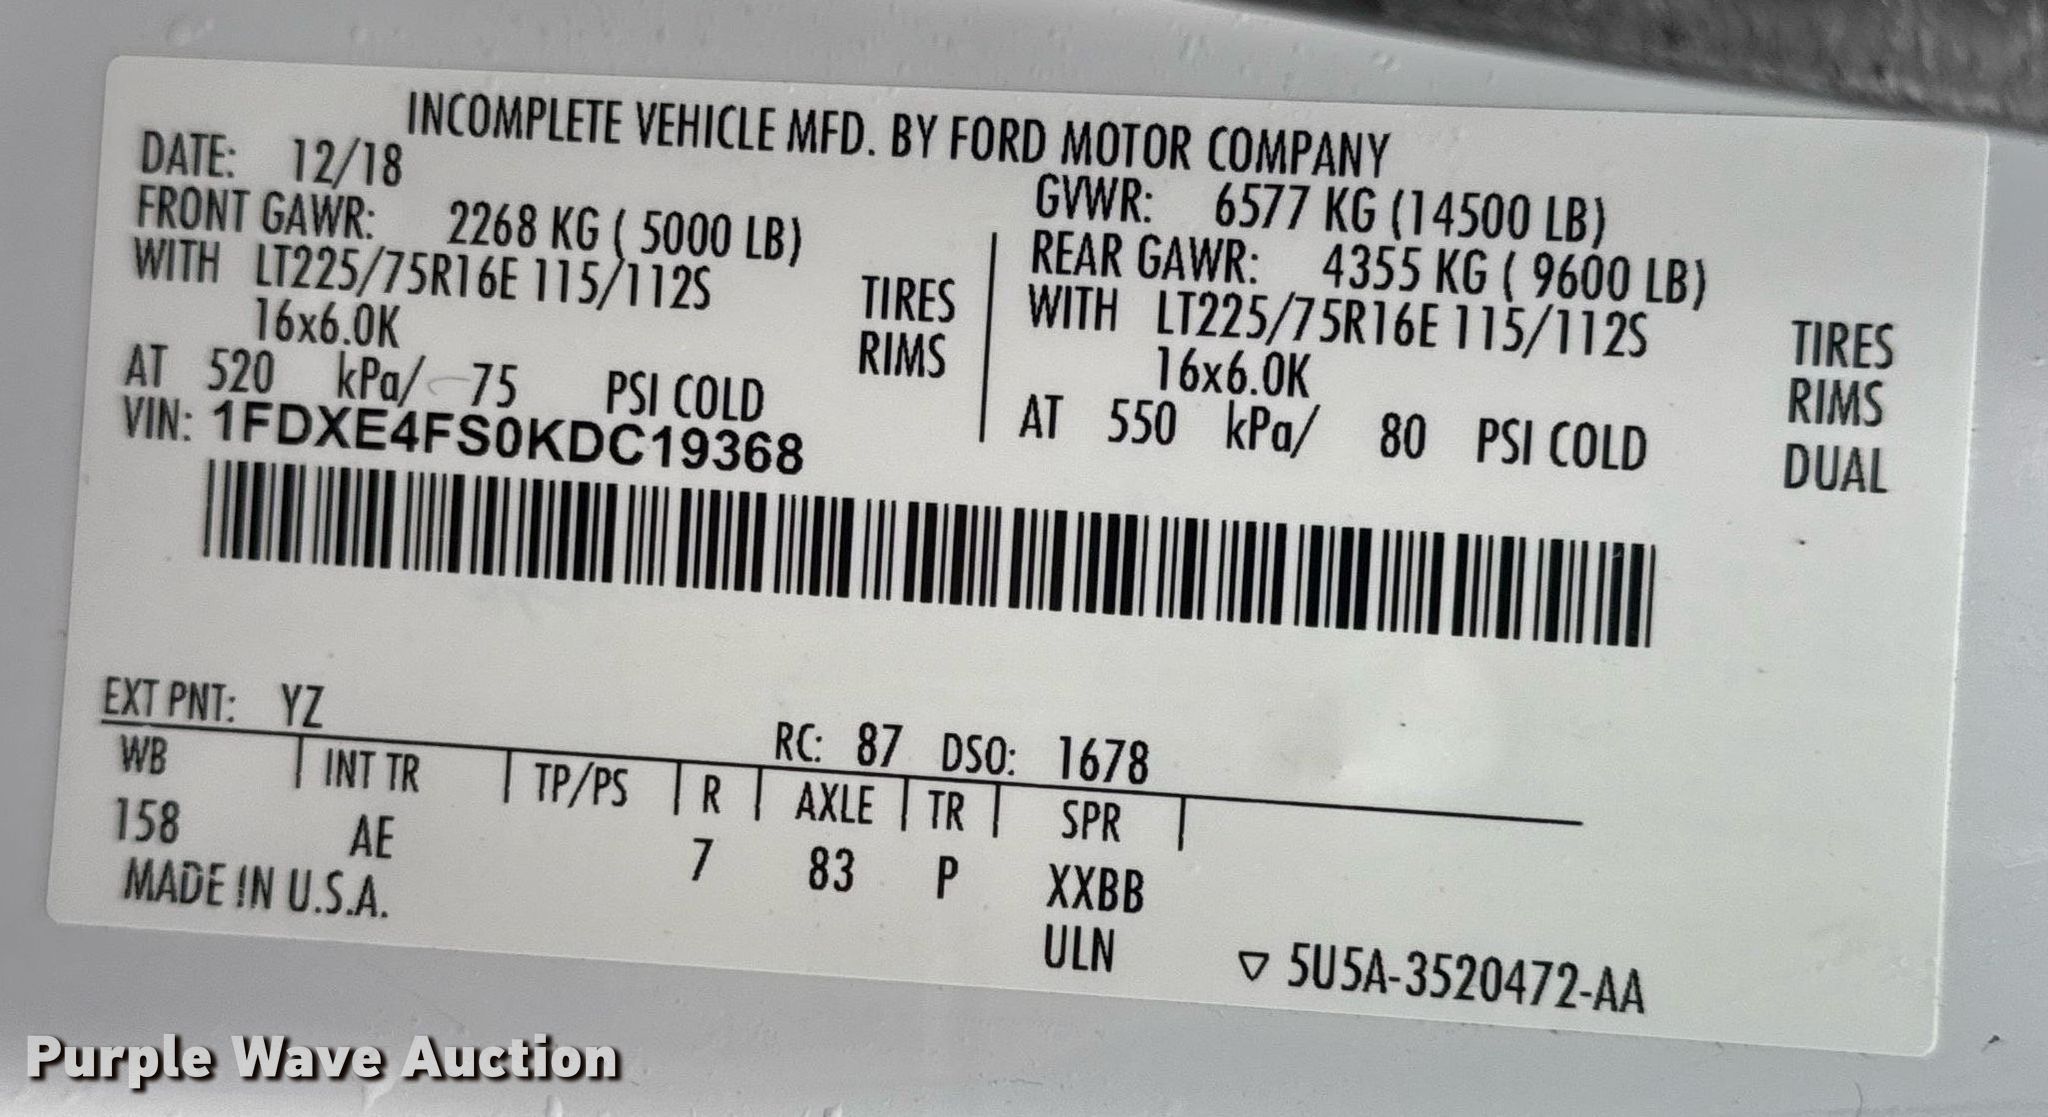 INCOMPLETE VEHICLE MFD. BY FORD MOTOR COMPANY
DATE: 12/18
GVWR: 6577 KG (14500 LB)
FRONT GAWR: 2268 KG ( 5000 LB)
REAR GAWR: 4355 KG ( 9600 LB)
WITH LT225/75R16E 115/112S TIRES
WITH LT225/75R16E 115/112S TIRES
16x6.0K RIMS
16x6.0K RIMS
AT 520 kPa/ 75 PSI COLD
AT 550 kPa/ 80 PSI COLD DUAL
VIN: 1FDXE4FS0KDC19368
EXT PNT: YZ
RC: 87 DSO: 1678
WB | INT TR | TP/PS | R | AXLE | TR | SPR |
158 AE 7 83 P XXBB
MADE IN U.S.A.
ULN
▽ 5U5A-3520472-AA
Purple Wave Auction